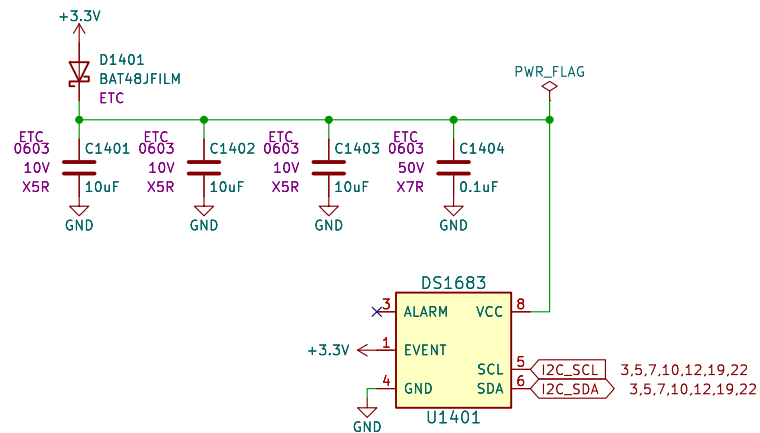 +3.3V
D1401
BAT48JFILM
ETC
PWR_FLAG
ETC
0603
10V
X5R
C1401
10uF
GND
ETC
0603
10V
X5R
C1402
10uF
GND
ETC
0603
10V
X5R
C1403
10uF
GND
ETC
0603
50V
X7R
C1404
0.1uF
GND
DS1683
3 ALARM VCC 8
+3.3V 1 EVENT
SCL 5 I2C_SCL 3,5,7,10,12,19,22
4 GND SDA 6 I2C_SDA 3,5,7,10,12,19,22
U1401
GND